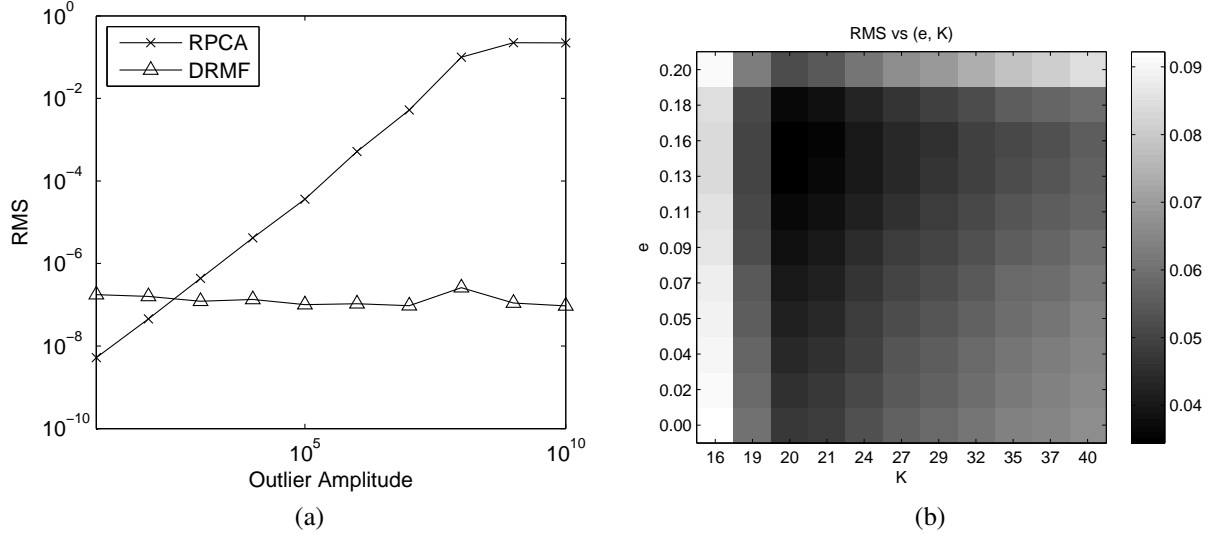 10^0
10^-2
10^-4
10^-6
10^-8
10^-10
RMS
RPCA
DRMF
10^5
10^10
Outlier Amplitude
(a)
RMS vs (e, K)
0.20
0.18
0.16
0.13
0.11
0.09
0.07
0.05
0.04
0.02
0.00
e
16 19 20 21 24 27 29 32 35 37 40
K
0.09
0.08
0.07
0.06
0.05
0.04
(b)